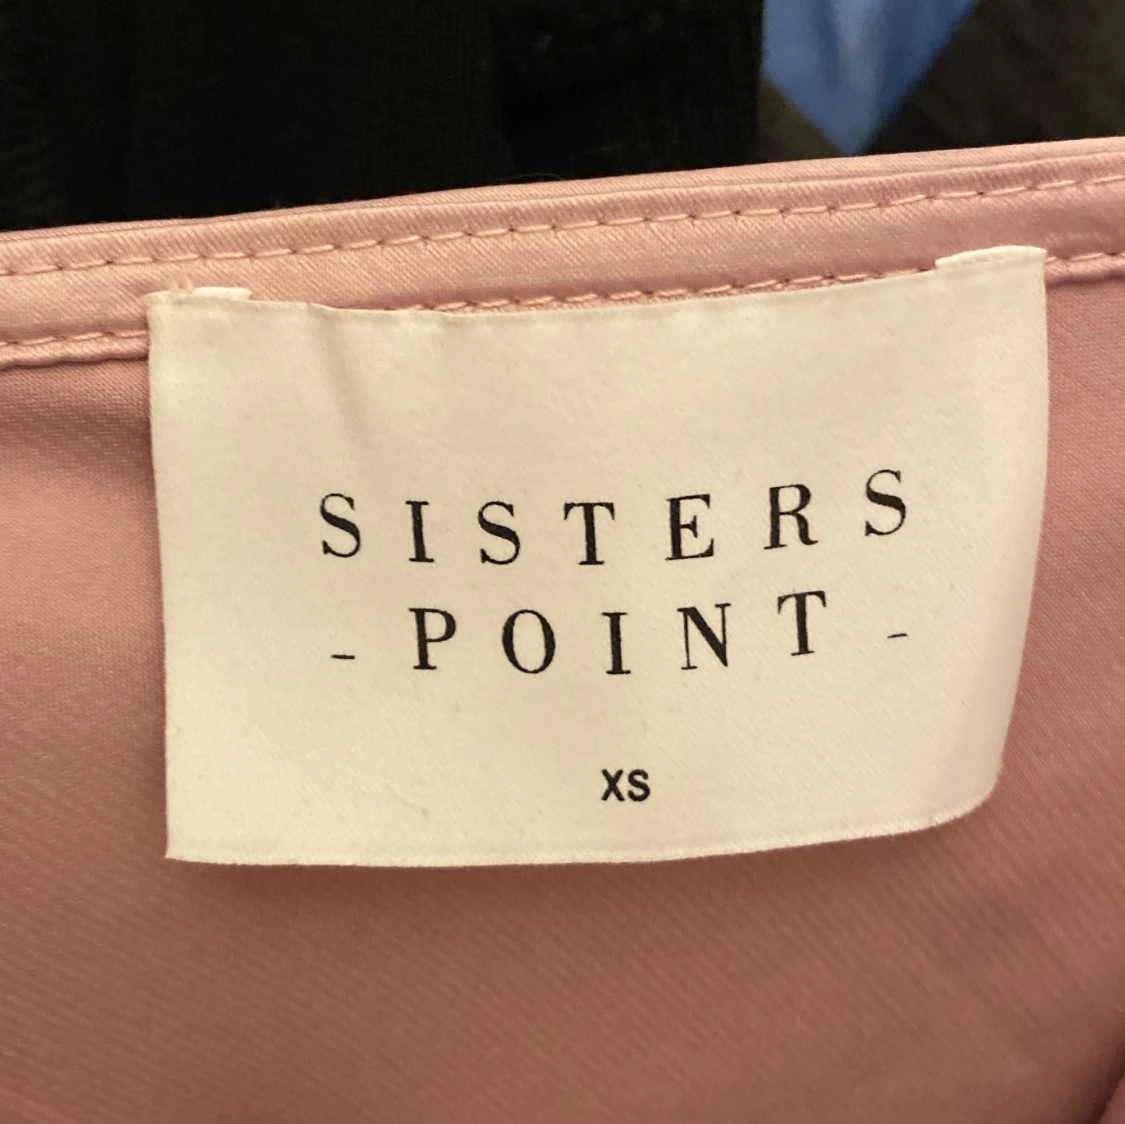 SISTERS
- POINT -
XS